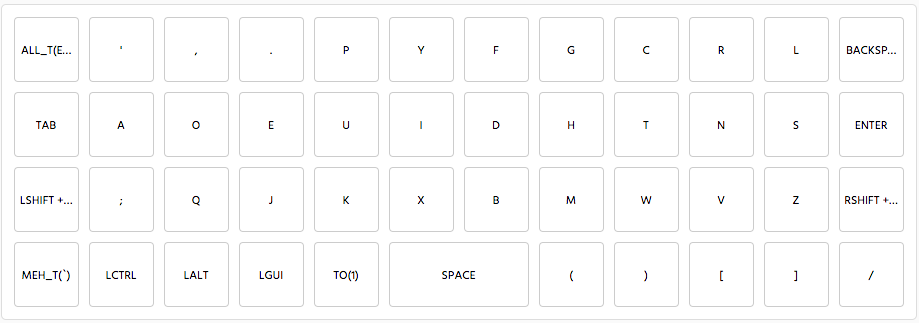 ALL_T(E... ' , . P Y F G C R L BACKSP...
TAB A O E U I D H T N S ENTER
LSHIFT +... ; Q J K X B M W V Z RSHIFT +...
MEH_T(`) LCTRL LALT LGUI TO(1) SPACE ( ) [ ] /